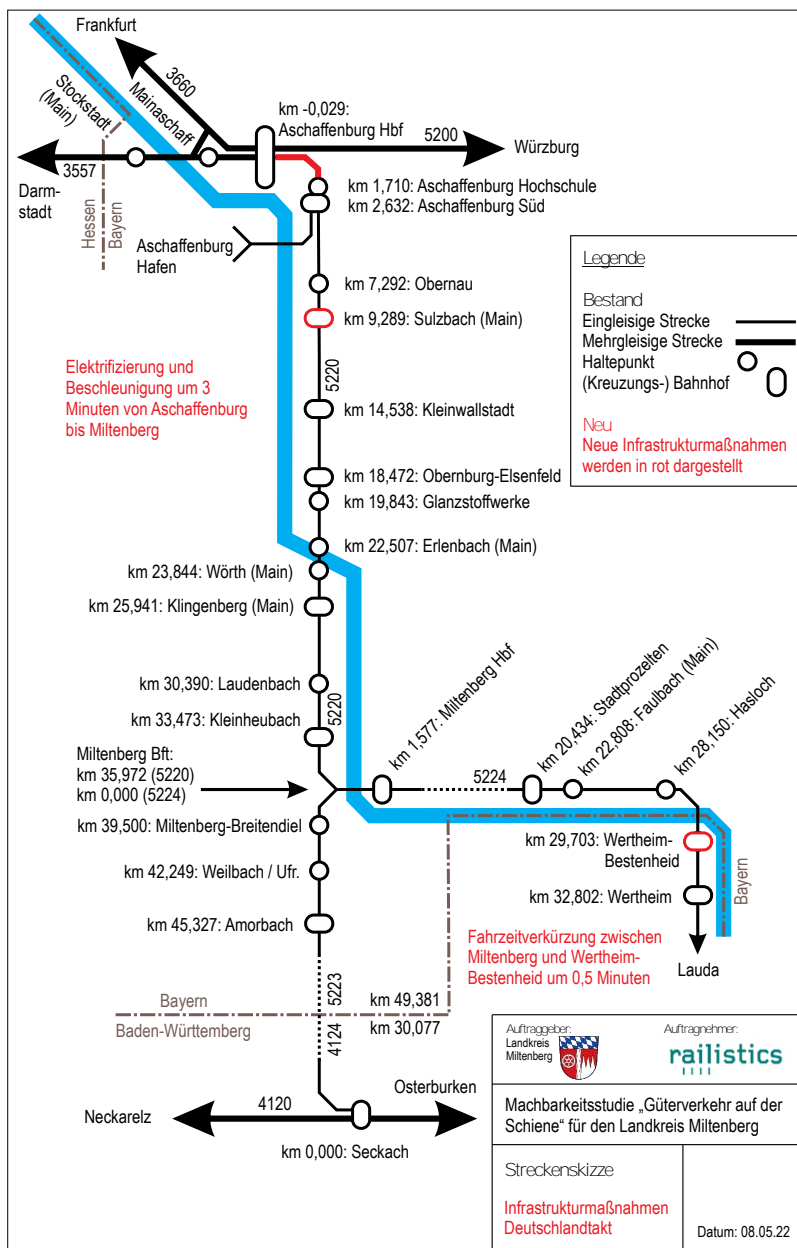 Frankfurt
3660
Stockstadt
(Main)
Mainaschaff
km -0,029:
Aschaffenburg Hbf
5200
Würzburg
3557
Darm-
stadt
Hessen
Bayern
km 1,710: Aschaffenburg Hochschule
km 2,632: Aschaffenburg Süd
Aschaffenburg
Hafen
km 7,292: Obernau
km 9,289: Sulzbach (Main)
5220
Elektrifizierung und
Beschleunigung um 3
Minuten von Aschaffenburg
bis Miltenberg
km 14,538: Kleinwallstadt
km 18,472: Obernburg-Elsenfeld
km 19,843: Glanzstoffwerke
km 22,507: Erlenbach (Main)
km 23,844: Wörth (Main)
km 25,941: Klingenberg (Main)
km 30,390: Laudenbach
km 33,473: Kleinheubach
5220
Legende
Bestand
Eingleisige Strecke
Mehrgleisige Strecke
Haltepunkt
(Kreuzungs-) Bahnhof
Neu
Neue Infrastrukturmaßnahmen
werden in rot dargestellt
Miltenberg Bft:
km 35,972 (5220)
km 0,000 (5224)
km 1,577: Miltenberg Hbf
5224
km 20,434: Stadtprozelten
km 22,808: Faulbach (Main)
km 28,150: Hasloch
km 39,500: Miltenberg-Breitendiel
km 42,249: Weilbach / Ufr.
km 45,327: Amorbach
km 29,703: Wertheim-
Bestenheid
km 32,802: Wertheim
Bayern
Lauda
Fahrzeitverkürzung zwischen
Miltenberg und Wertheim-
Bestenheid um 0,5 Minuten
5223
Bayern
km 49,381
Baden-Württemberg
km 30,077
4124
Neckarelz
4120
Osterburken
km 0,000: Seckach
Auftraggeber:
Landkreis
Miltenberg
Auftragnehmer:
railistics
Machbarkeitsstudie „Güterverkehr auf der
Schiene“ für den Landkreis Miltenberg
Streckenskizze
Infrastrukturmaßnahmen
Deutschlandtakt
Datum: 08.05.22